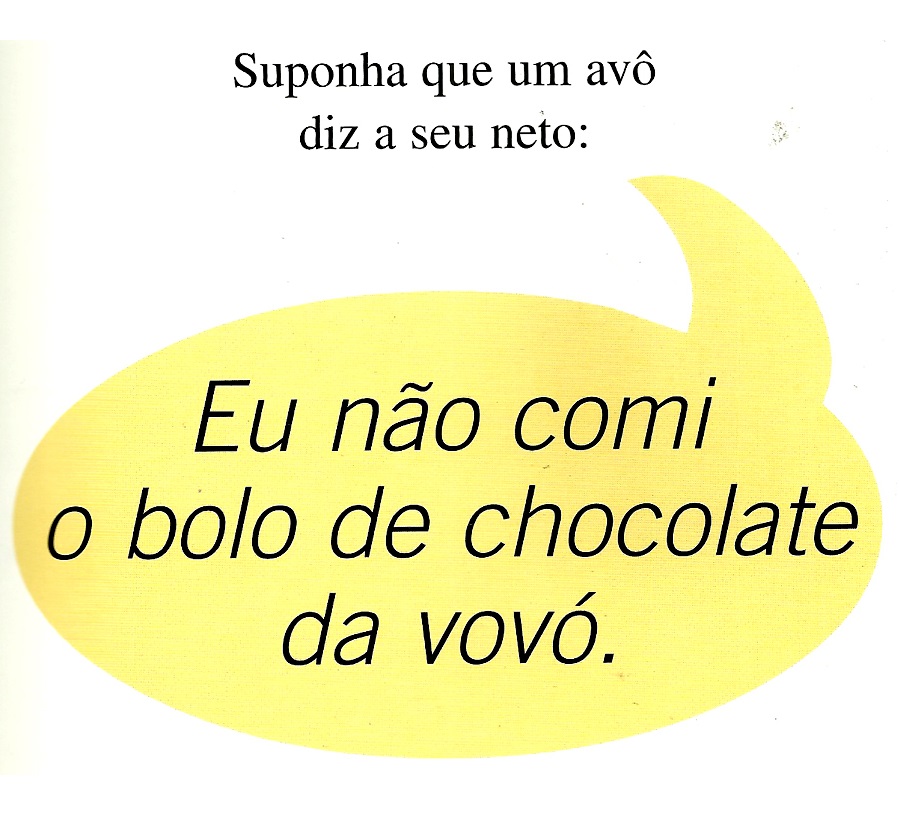 Suponha que um avô
diz a seu neto:
Eu não comi
o bolo de chocolate
da vovó.